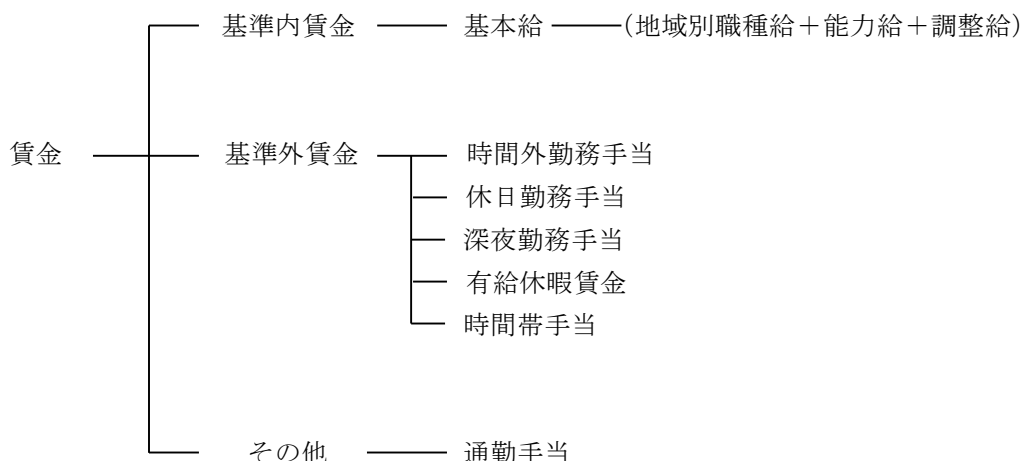 基準内賃金 基本給 (地域別職種給＋能力給＋調整給)
賃金 基準外賃金 時間外勤務手当
休日勤務手当
深夜勤務手当
有給休暇賃金
時間帯手当
その他 通勤手当